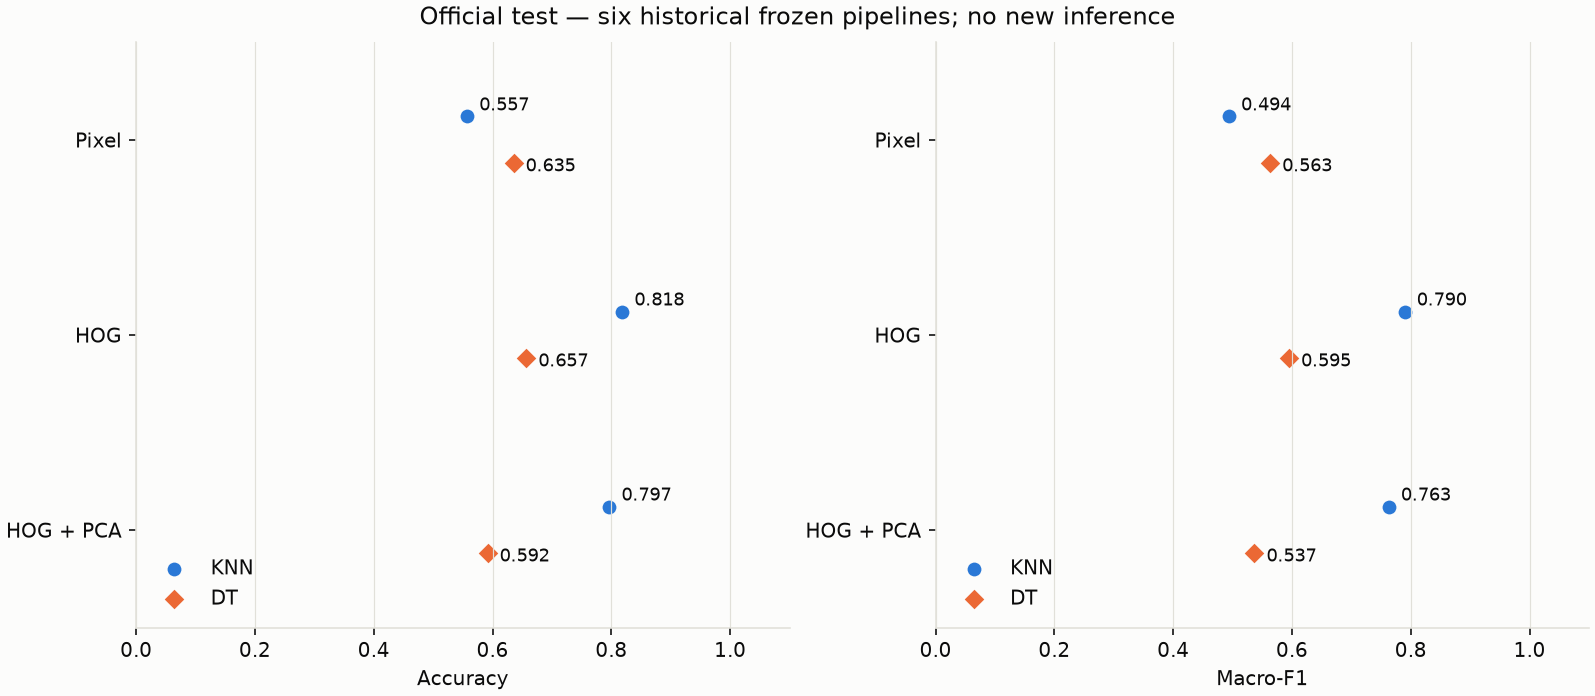 Official test — six historical frozen pipelines; no new inference
Pixel
HOG
HOG + PCA
0.557
0.635
0.818
0.657
0.797
0.592
KNN
DT
0.0 0.2 0.4 0.6 0.8 1.0
Accuracy
Pixel
HOG
HOG + PCA
0.494
0.563
0.790
0.595
0.763
0.537
KNN
DT
0.0 0.2 0.4 0.6 0.8 1.0
Macro-F1